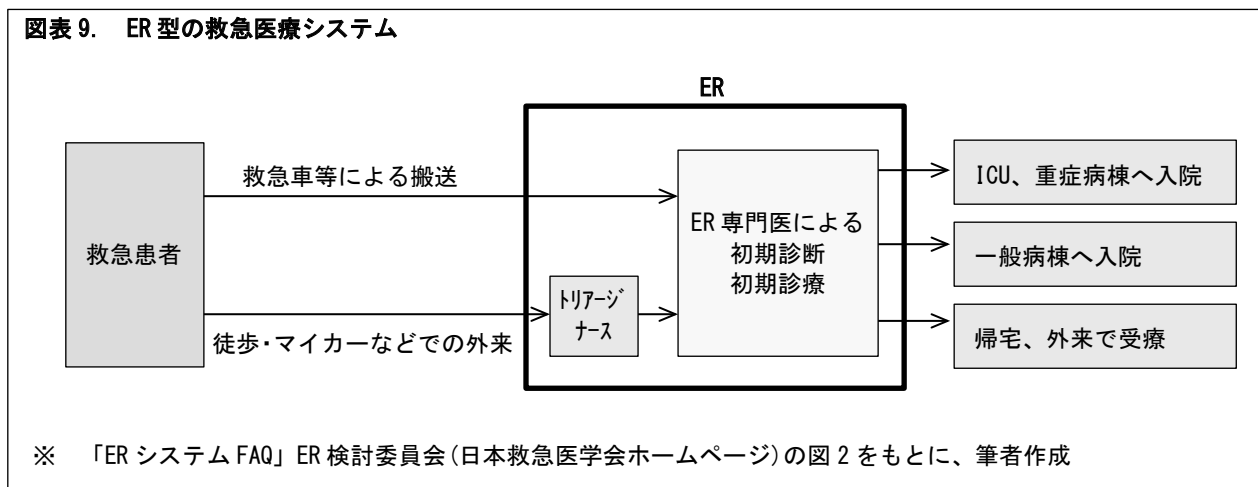 図表 9. ER 型の救急医療システム
ER
救急患者
救急車等による搬送
徒歩・マイカーなどでの外来
ﾄﾘｱｰｼﾞ
ﾅｰｽ
ER 専門医による
初期診断
初期診療
ICU、重症病棟へ入院
一般病棟へ入院
帰宅、外来で受療
※ 「ER システム FAQ」ER 検討委員会(日本救急医学会ホームページ)の図 2 をもとに、筆者作成